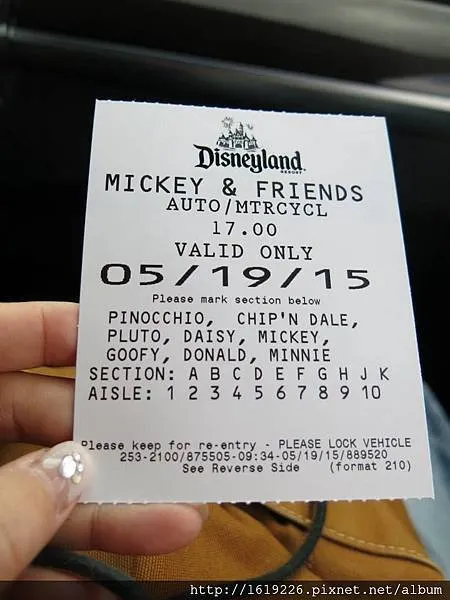 Disneyland
RESORT
MICKEY & FRIENDS
AUTO/MTRCYCL
17.00
VALID ONLY
05/19/15
Please mark section below
PINOCCHIO, CHIP'N DALE,
PLUTO, DAISY, MICKEY,
GOOFY, DONALD, MINNIE
SECTION: A B C D E F G H J K
AISLE: 1 2 3 4 5 6 7 8 9 10
Please keep for re-entry - PLEASE LOCK VEHICLE
253-2100/875505-09:34-05/19/15/889520
See Reverse Side (format 210)
http://1619226.pixnet.net/album